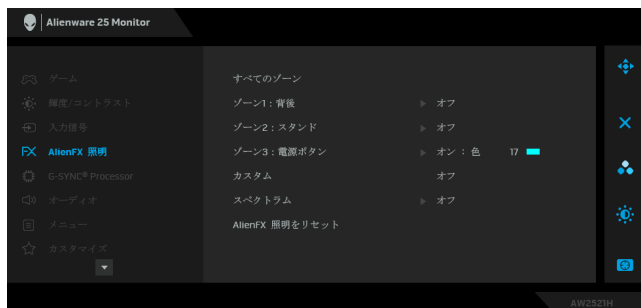 Alienware 25 Monitor
ゲーム
輝度/コントラスト
入力信号
FX AlienFX 照明
G-SYNC® Processor
オーディオ
メニュー
カスタマイズ
すべてのゾーン
ゾーン1：背後 オフ
ゾーン2：スタンド オフ
ゾーン3：電源ボタン オン：色 17
カスタム オフ
スペクトラム オフ
AlienFX 照明をリセット
AW2521H